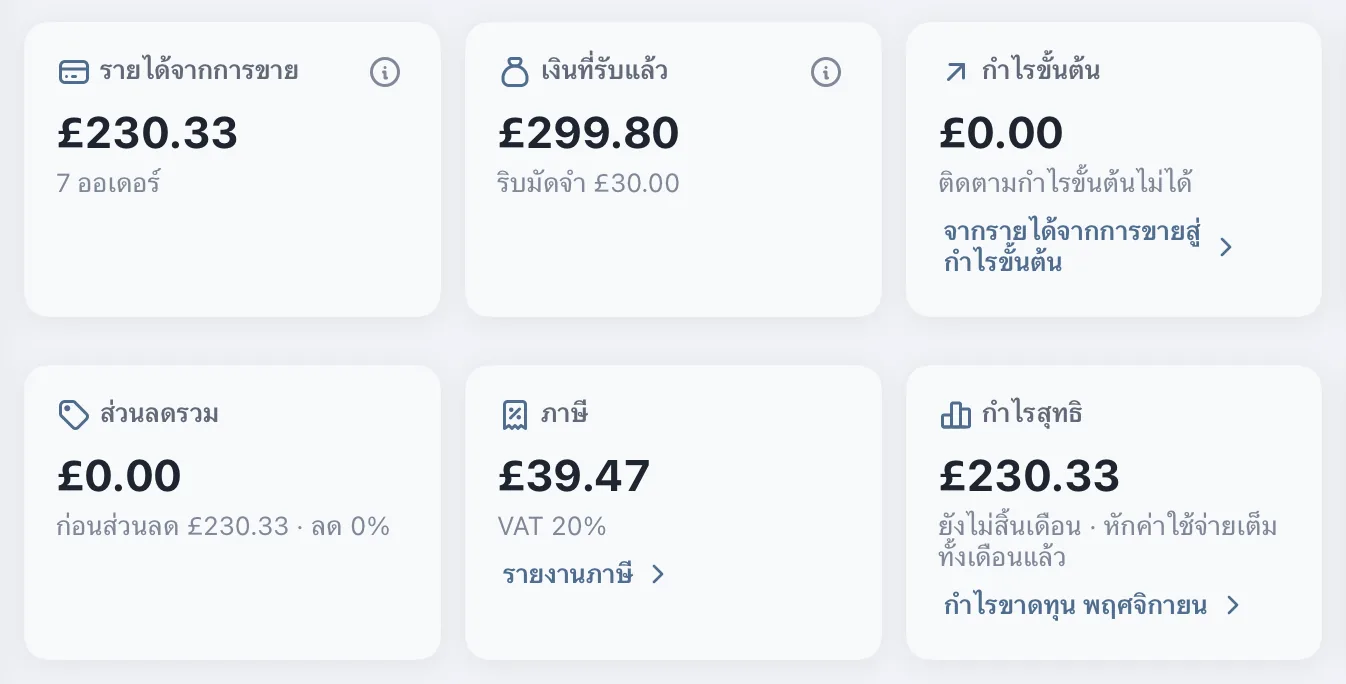 รายได้จากการขาย
£230.33
7 ออเดอร์
เงินที่รับแล้ว
£299.80
ริบมัดจำ £30.00
กำไรขั้นต้น
£0.00
ติดตามกำไรขั้นต้นไม่ได้
จากรายได้จากการขายสู่
กำไรขั้นต้น
ส่วนลดรวม
£0.00
ก่อนส่วนลด £230.33 · ลด 0%
ภาษี
£39.47
VAT 20%
รายงานภาษี
กำไรสุทธิ
£230.33
ยังไม่สิ้นเดือน · หักค่าใช้จ่ายเต็ม
ทั้งเดือนแล้ว
กำไรขาดทุน พฤศจิกายน